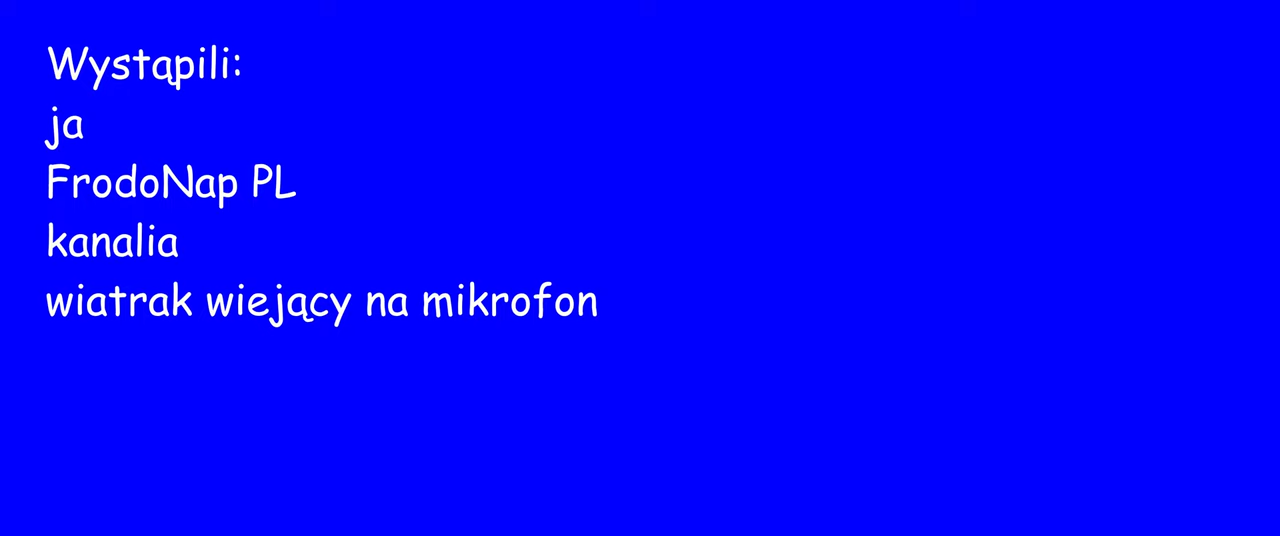 Wystąpili:
ja
FrodoNap PL
kanalia
wiatrak wiejący na mikrofon